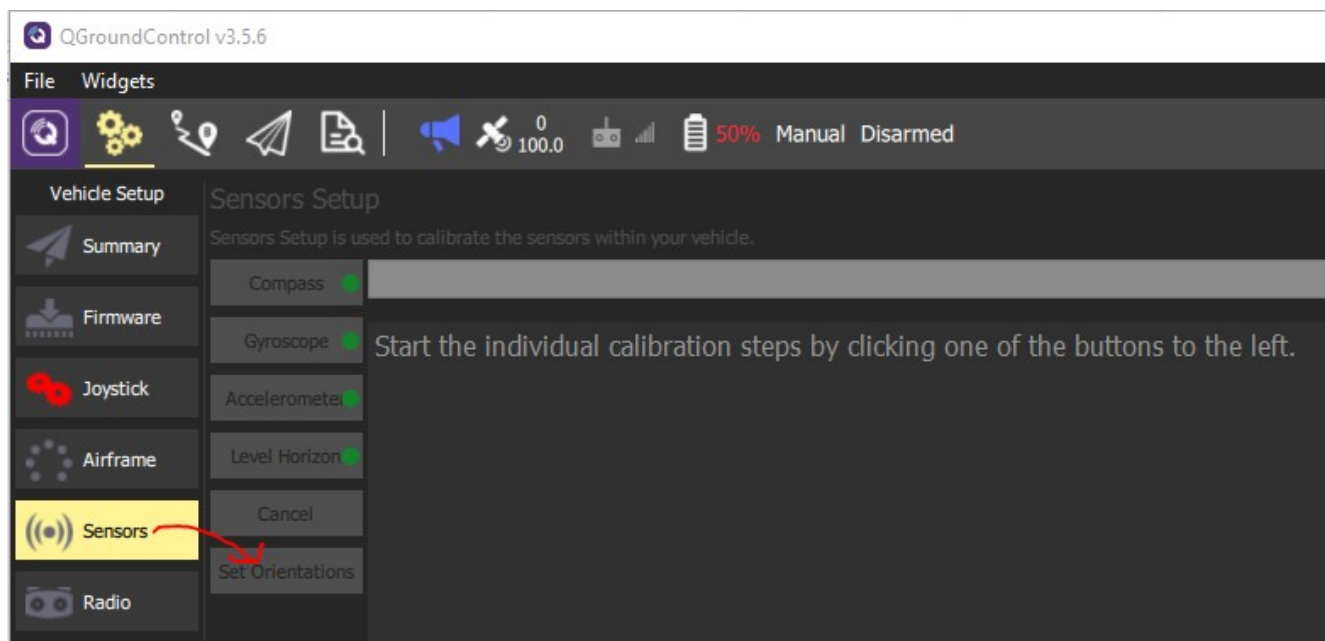 QGroundControl v3.5.6
File Widgets
0
100.0
50% Manual Disarmed
Vehicle Setup
Summary
Firmware
Joystick
Airframe
Sensors
Radio
Sensors Setup
Sensors Setup is used to calibrate the sensors within your vehicle.
Compass
Gyroscope
Accelerometer
Level Horizon
Cancel
Set Orientations
Start the individual calibration steps by clicking one of the buttons to the left.